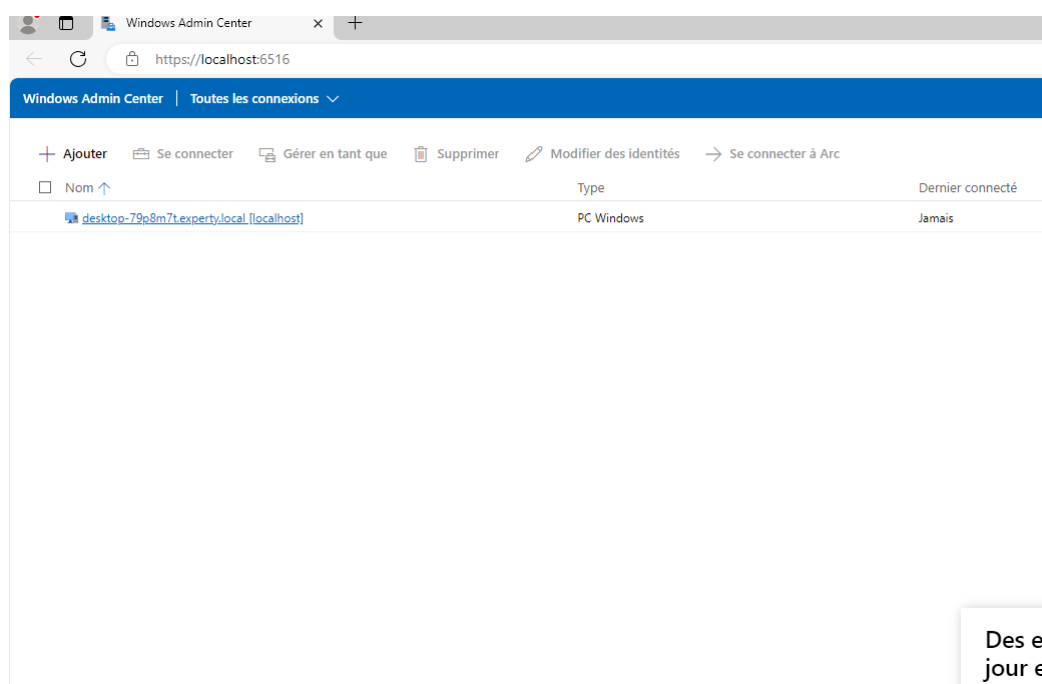 Windows Admin Center
https://localhost:6516
Windows Admin Center | Toutes les connexions
Ajouter Se connecter Gérer en tant que Supprimer Modifier des identités Se connecter à Arc
Nom Type Dernier connecté
desktop-79p8m7t.experty.local [localhost] PC Windows Jamais
Des e
jour e